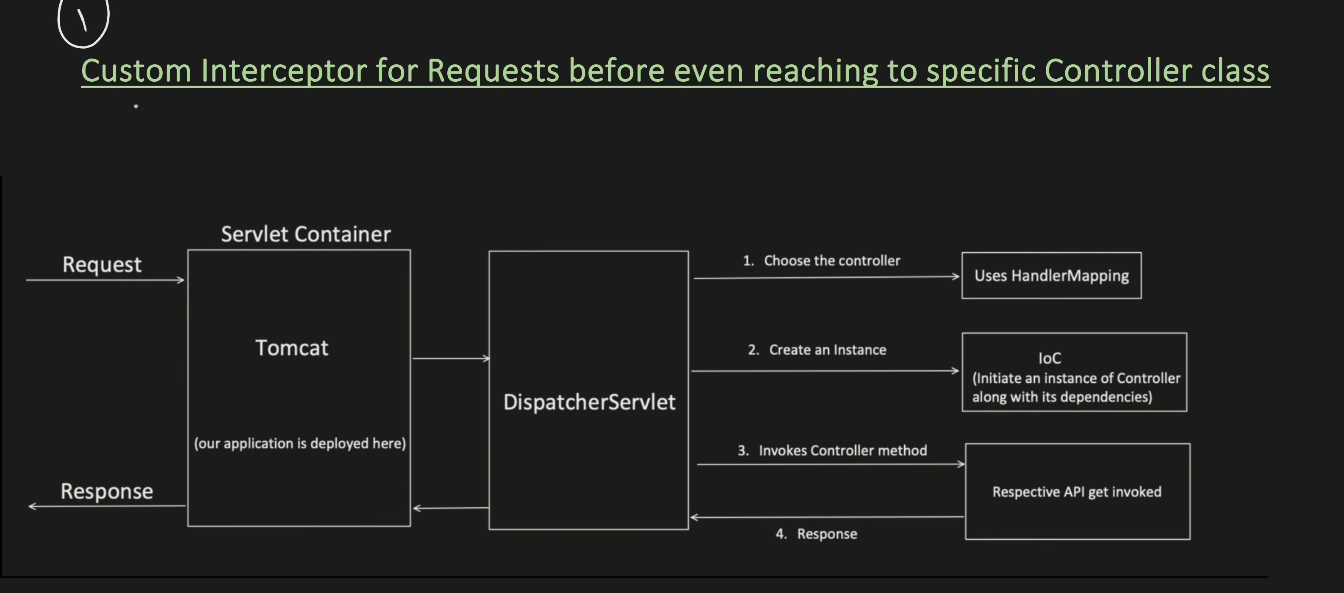 1
Custom Interceptor for Requests before even reaching to specific Controller class
Servlet Container
Request
Tomcat
(our application is deployed here)
Response
DispatcherServlet
1. Choose the controller
Uses HandlerMapping
2. Create an Instance
IoC
(Initiate an instance of Controller
along with its dependencies)
3. Invokes Controller method
Respective API get invoked
4. Response